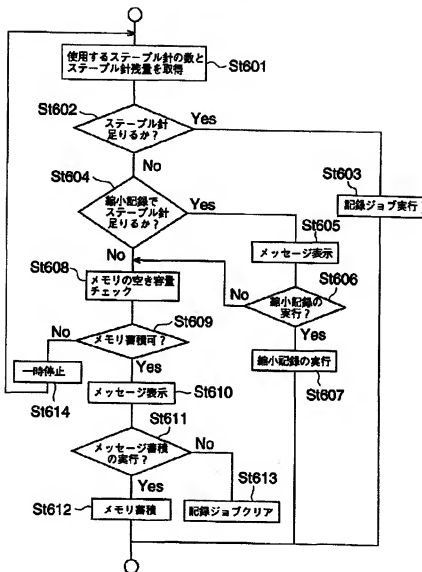 使用するステープル針の数と
ステープル針残量を取得
St601
St602
ステープル針
足りるか?
Yes
No
St604
縮小記録で
ステープル針
足りるか?
Yes
No
St603
記録ジョブ実行
St605
メッセージ表示
St608
メモリの空き容量
チェック
St606
縮小記録の
実行?
No
Yes
St609
メモリ蓄積可?
No
Yes
縮小記録の実行
St607
一時停止
St614
メッセージ表示
St610
St611
メッセージ蓄積
の実行?
No
Yes
St613
記録ジョブクリア
St612
メモリ蓄積